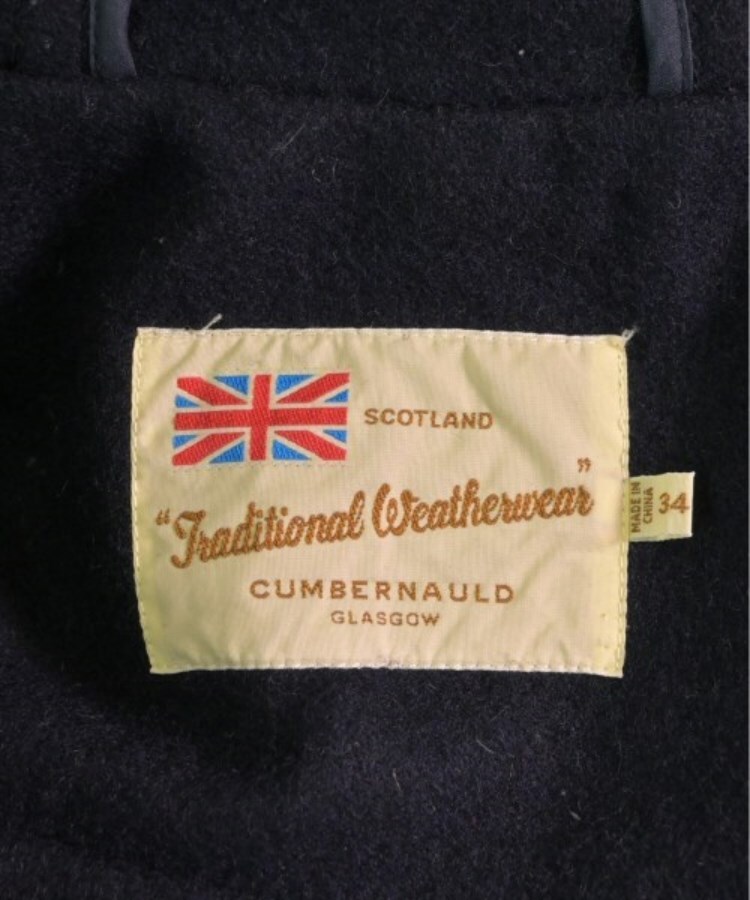 SCOTLAND
"Traditional Weatherwear"
CUMBERNAULD
GLASGOW
MADE IN
CHINA
34